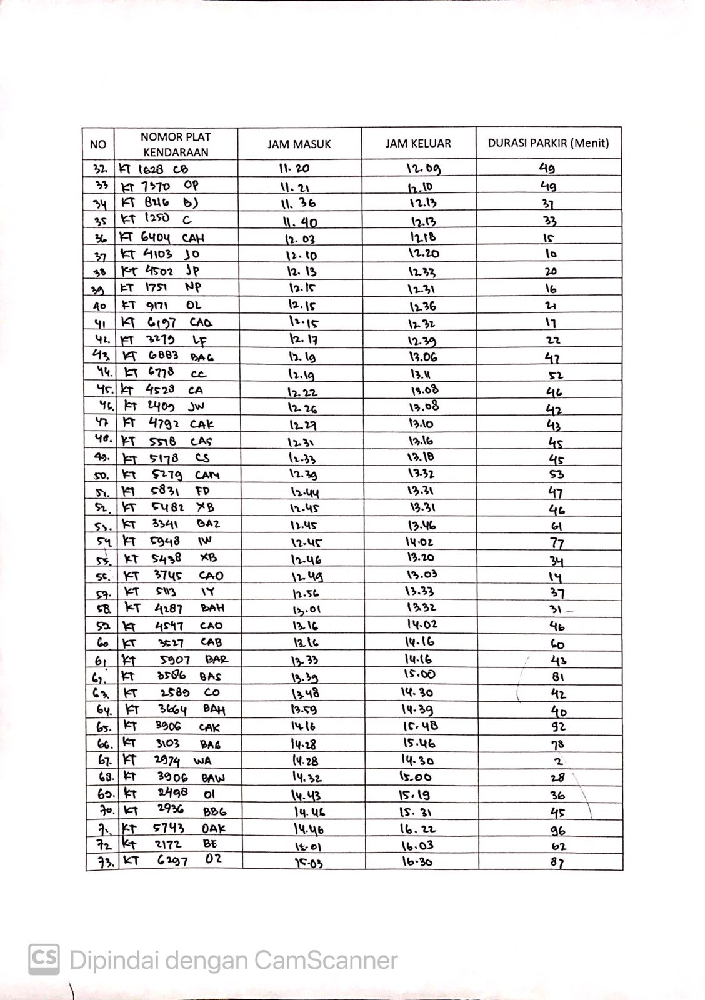 NO NOMOR PLAT KENDARAAN JAM MASUK JAM KELUAR DURASI PARKIR (Menit)
32 KT 1628 CB 11.20 12.09 49
33 KT 7370 OP 11.21 12.10 49
34 KT 8216 BJ 11.36 12.13 37
35 KT 1250 C 11.40 12.13 33
36 KT 6404 CAH 12.03 12.18 15
37 KT 4103 JO 12.10 12.20 10
38 KT 4502 JP 12.13 12.33 20
39 KT 1751 NP 12.15 12.31 16
40 KT 9171 OL 12.15 12.36 21
41 KT 6197 CAQ 12.15 12.32 17
42. KT 3279 LF 12.17 12.39 22
43. KT 6883 BAG 12.19 13.06 47
44. KT 6778 CC 12.19 13.11 52
45. KT 4528 CA 12.22 13.08 46
46. KT 2409 JW 12.26 13.08 42
47 KT 4792 CAK 12.27 13.10 43
48. KT 5518 CAS 12.31 13.16 45
49. KT 5178 CS 12.33 13.18 45
50. KT 5279 CAM 12.39 13.32 53
51. KT 5831 FD 12.44 13.31 47
52. KT 5482 XB 12.45 13.31 46
53. KT 3341 BAZ 12.45 13.46 61
54 KT 5948 IW 12.45 14.02 77
55. KT 5438 XB 12.46 13.20 34
56. KT 3745 CAO 12.49 13.03 14
57. KT 5113 IY 12.56 13.33 37
58. KT 4287 BAH 13.01 13.32 31
59 KT 4547 CAO 13.16 14.02 46
60. KT 3527 CAB 13.16 14.16 60
61 KT 5907 BAR 13.33 14.16 43
62. KT 3586 BAS 13.39 15.00 81
63. KT 2589 CO 13.48 14.30 42
64. KT 3664 BAH 13.59 14.39 40
65. KT 3906 CAK 14.16 15.48 92
66. KT 3103 BAG 14.28 15.46 78
67. KT 2974 WA 14.28 14.30 2
68. KT 3906 BAW 14.32 15.00 28
69. KT 2498 OI 14.43 15.19 36
70. KT 2936 BBG 14.46 15.31 45
71. KT 5743 OAK 14.46 16.22 96
72 KT 2172 BE 15.01 16.03 62
73. KT 6297 OZ 15.03 16.30 87
CS Dipindai dengan CamScanner